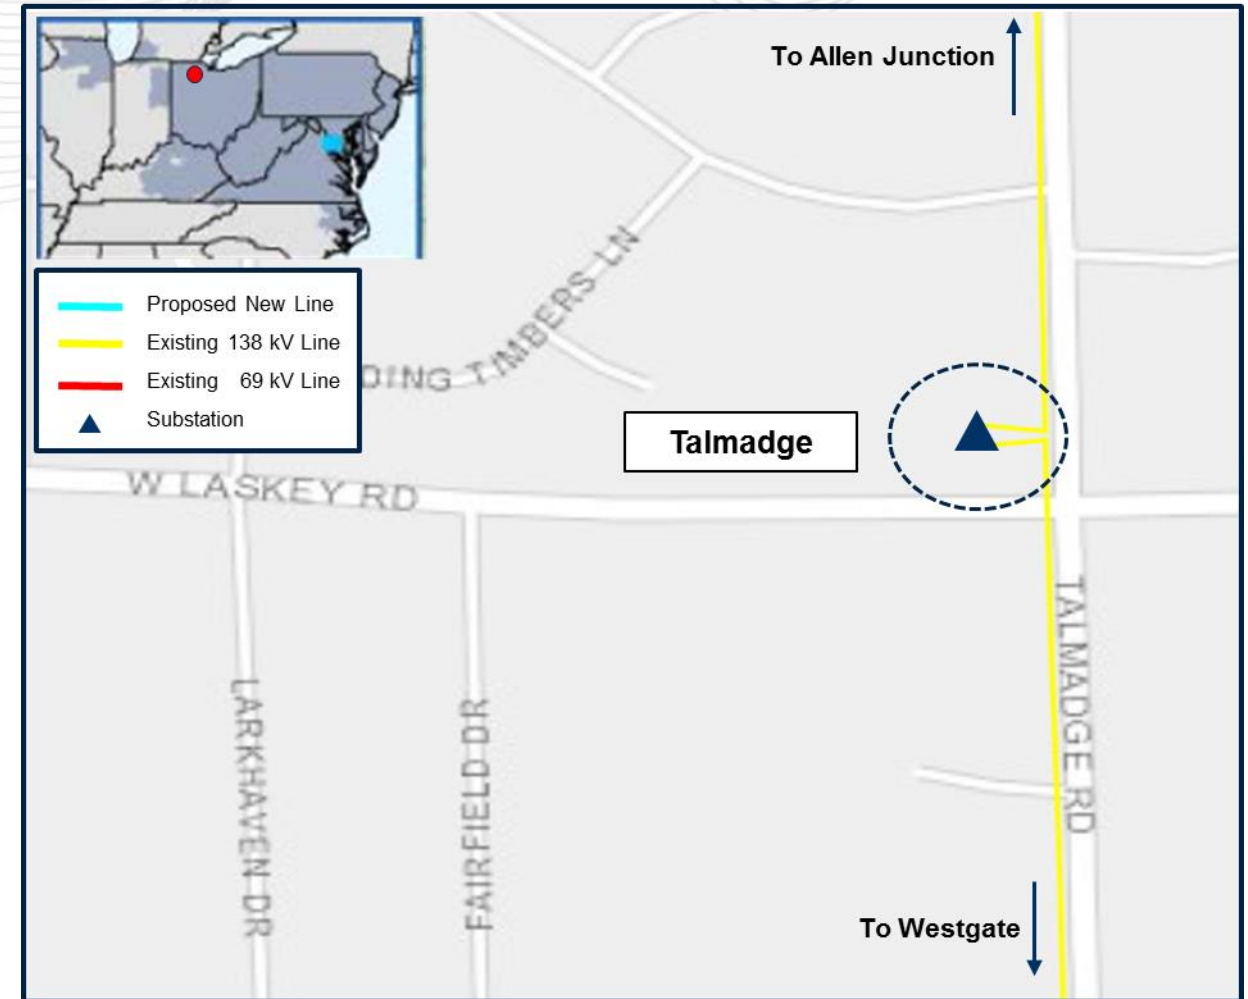 To Allen Junction
Proposed New Line
Existing 138 kV Line
Existing 69 kV Line
Substation
DING TIMBERS LN
Talmadge
W LASKEY RD
TALMADGE RD
LARKHAVEN DR
FAIRFIELD DR
To Westgate